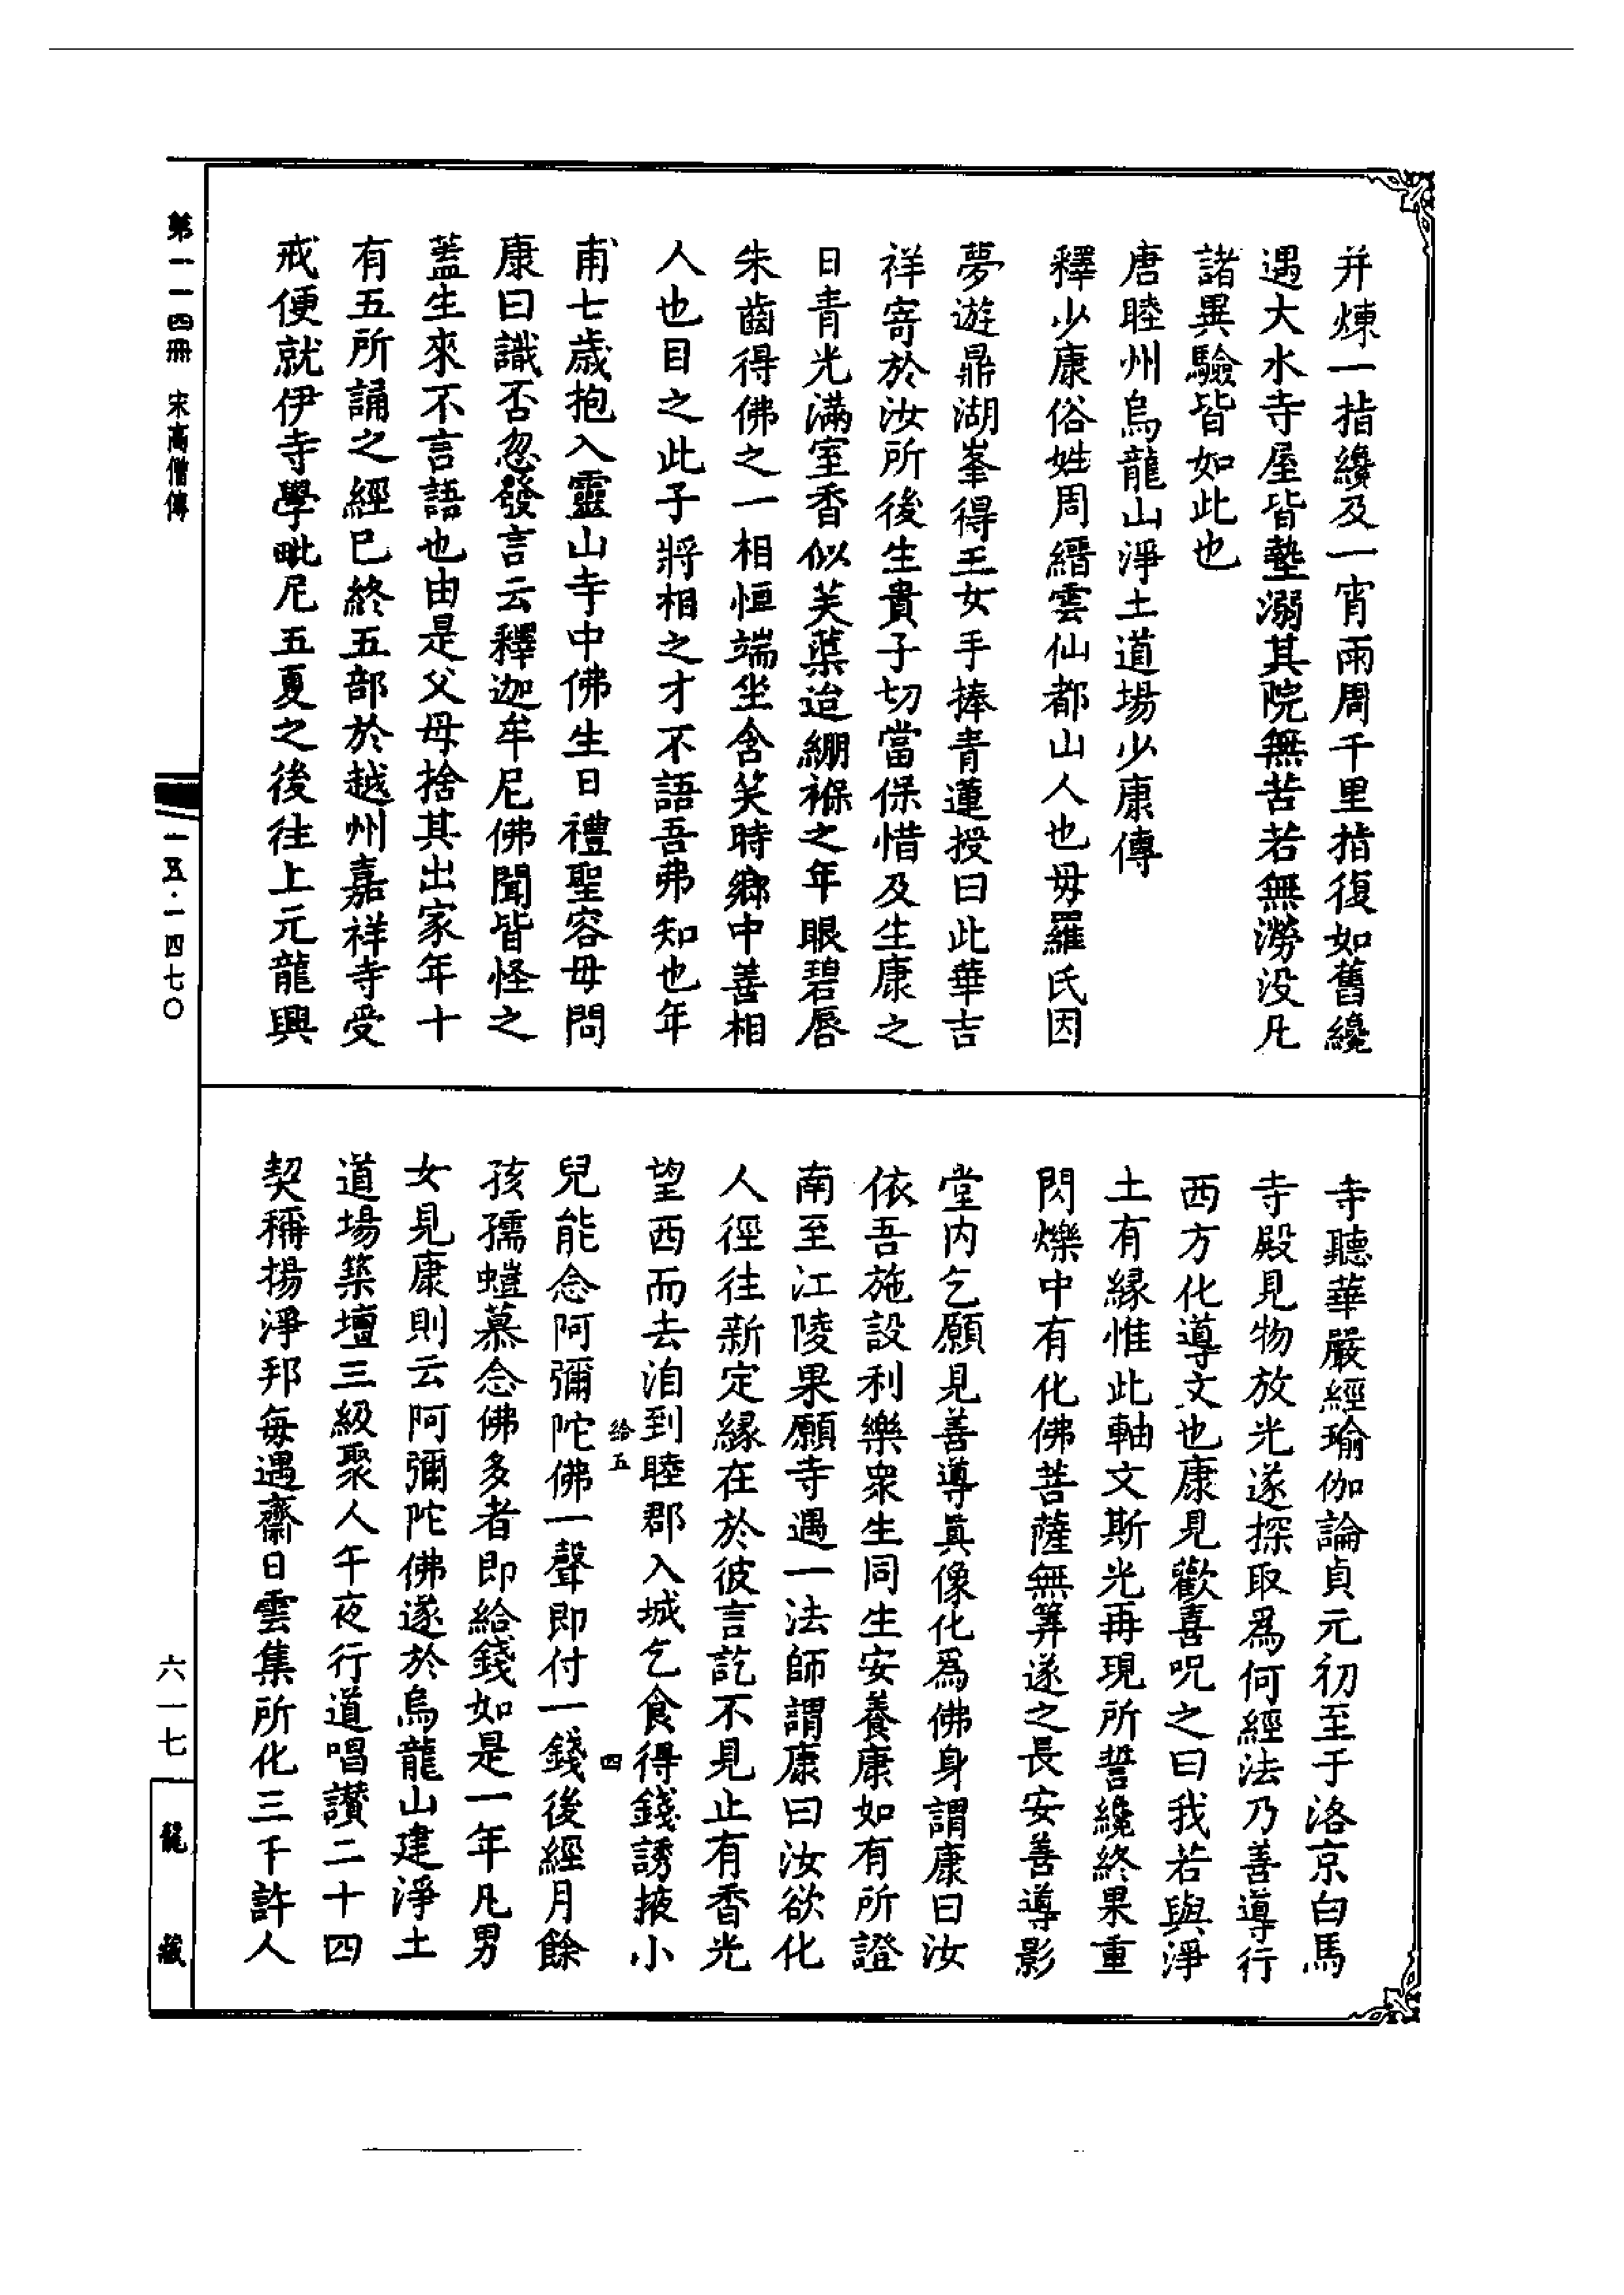 并煉一指纔及一宵雨周千里指復如舊纔
遇大水寺屋皆墊溺其院無苦若無澇没凡
諸異驗皆如此也
唐睦州烏龍山淨土道場少康傳
釋少康俗姓周縉雲仙都山人也母羅氏因
夢遊鼎湖峯得玉女手捧青蓮授曰此華吉
祥寄於汝所後生貴子切當保惜及生康之
日青光滿室香似芙蕖迨綳褓之年眼碧唇
朱齒得佛之一相恒端坐含笑時鄉中善相
人也目之此子將相之才不語吾弗知也年
甫七歲抱入靈山寺中佛生日禮聖容母問
康曰識否忽發言云釋迦牟尼佛聞皆怪之
蓋生來不言語也由是父母捨其出家年十
有五所誦之經已終五部於越州嘉祥寺受
戒便就伊寺學毗尼五夏之後往上元龍興
寺聽華嚴經瑜伽論貞元初至于洛京白馬
寺殿見物放光遂探取爲何經法乃善導行
西方化導文也康見歡喜呪之曰我若與淨
土有緣惟此軸文斯光再現所誓纔終果重
閃爍中有化佛菩薩無筭遂之長安善導影
堂内乞願見善導眞像化爲佛身謂康曰汝
依吾施設利樂衆生同生安養康如有所證
南至江陵果願寺遇一法師謂康曰汝欲化
人徑往新定緣在於彼言訖不見止有香光
望西而去洎到睦郡入城乞食得錢誘掖小
給五
四
兒能念阿彌陀佛一聲即付一錢後經月餘
孩孺螘慕念佛多者即給錢如是一年凡男
女見康則云阿彌陀佛遂於烏龍山建淨土
道場築壇三級聚人午夜行道唱讚二十四
契稱揚淨邦每遇齋日雲集所化三千許人
第一一四冊 宋高僧傳
一五·一四七〇
六一七
龍藏